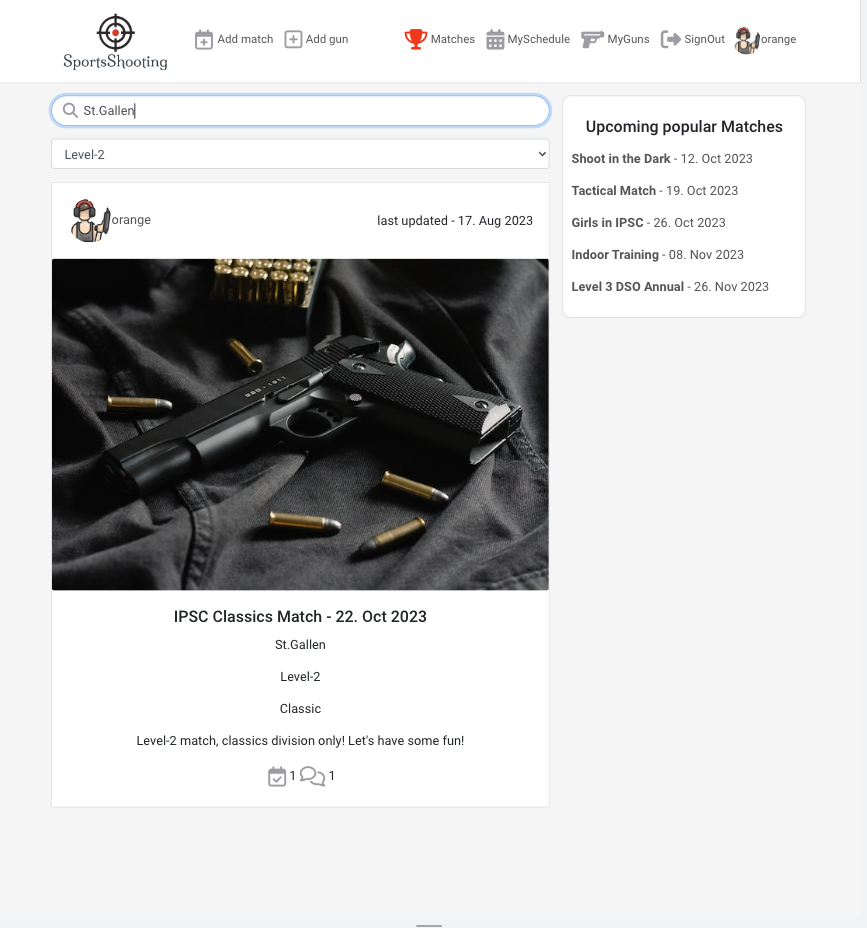 SportsShooting
Add match
Add gun
Matches
MySchedule
MyGuns
SignOut
orange
St.Gallen
Level-2
orange
last updated - 17. Aug 2023
IPSC Classics Match - 22. Oct 2023
St.Gallen
Level-2
Classic
Level-2 match, classics division only! Let's have some fun!
1 1
Upcoming popular Matches
Shoot in the Dark - 12. Oct 2023
Tactical Match - 19. Oct 2023
Girls in IPSC - 26. Oct 2023
Indoor Training - 08. Nov 2023
Level 3 DSO Annual - 26. Nov 2023